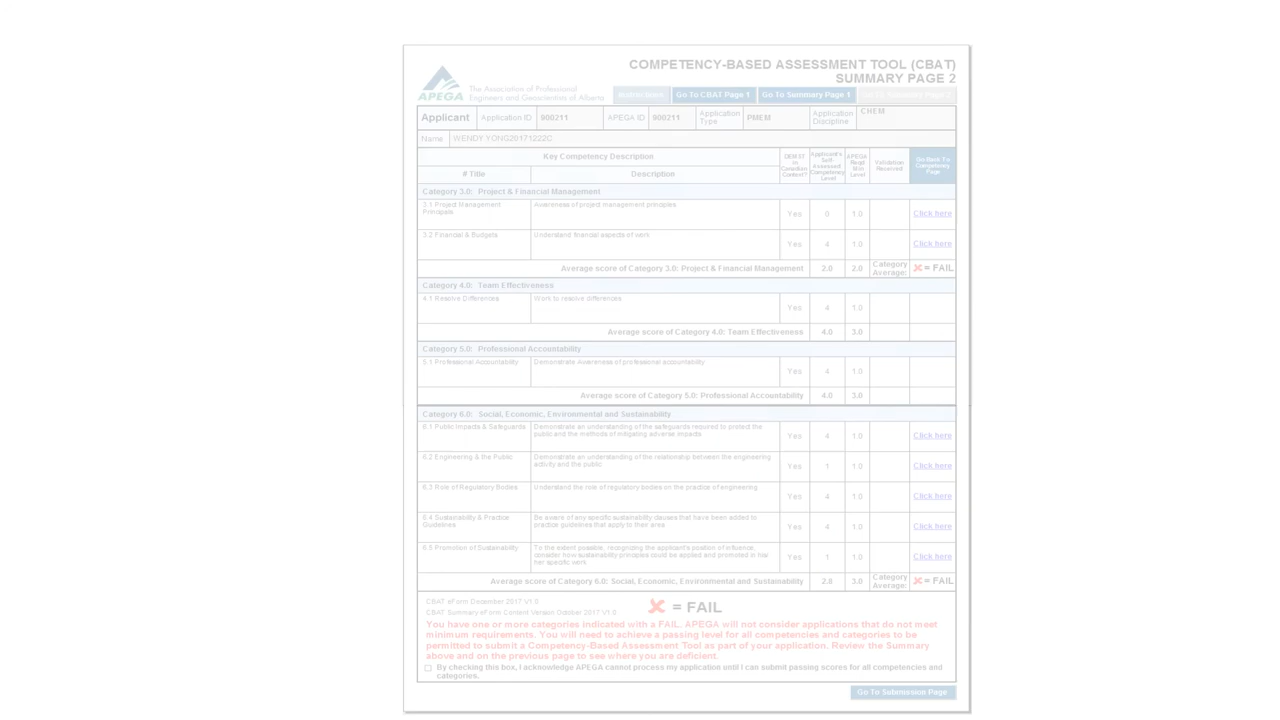 COMPETENCY-BASED ASSESSMENT TOOL (CBAT)
SUMMARY PAGE 2
APEGA
The Association of Professional
Engineers and Geoscientists of Alberta
Go To CBAT Page 1 Go To Summary Page 1
Applicant Application ID 900211 APEGA ID 900211 Application Type PMEM Application Discipline CHEM
Name WENDY YONG20171222C
Key Competency Description
# Title Description
DEMST in Canadian Context? Applicant's Self-Assessed Competency Level APEGA Reqd Min Level Validation Received Go Back To Competency Page
Category 3.0: Project & Financial Management
3.1 Project Management Principels Awareness of project management principles Yes 0 1.0 Click here
3.2 Financial & Budgets Understand financial aspects of work Yes 4 1.0 Click here
Average score of Category 3.0: Project & Financial Management 2.0 2.0 Category Average: = FAIL
Category 4.0: Team Effectiveness
4.1 Resolve Differences Work to resolve differences Yes 4 1.0
Average score of Category 4.0: Team Effectiveness 4.0 3.0
Category 5.0: Professional Accountability
5.1 Professional Accountability Demonstrate Awareness of professional accountability Yes 4 1.0
Average score of Category 5.0: Professional Accountability 4.0 3.0
Category 6.0: Social, Economic, Environmental and Sustainability
6.1 Public Impacts & Safeguards Demonstrate an understanding of the safeguards required to protect the public and the methods of mitigating adverse impacts Yes 4 1.0 Click here
6.2 Engineering & the Public Demonstrate an understanding of the relationship between the engineering activity and the public Yes 1 1.0 Click here
6.3 Role of Regulatory Bodies Understand the role of regulatory bodies on the practice of engineering Yes 4 1.0 Click here
6.4 Sustainability & Practice Guidelines Be aware of any specific sustainability clauses that have been added to practice guidelines that apply to their area Yes 4 1.0 Click here
6.5 Promotion of Sustainability To the extent possible, recognizing the applicant's position of influence, consider how sustainability principles could be applied and promoted in his/her specific work Yes 1 1.0 Click here
Average score of Category 6.0: Social, Economic, Environmental and Sustainability 2.8 3.0 Category Average: = FAIL
CBAT eForm December 2017 V1.0
CBAT Summary eForm Content Version October 2017 V1.0
= FAIL
You have one or more categories indicated with a FAIL. APEGA will not consider applications that do not meet
minimum requirements. You will need to achieve a passing level for all competencies and categories to be
permitted to submit a Competency-Based Assessment Tool as part of your application. Review the Summary
above and on the previous page to see where you are deficient.
By checking this box, I acknowledge APEGA cannot process my application until I can submit passing scores for all competencies and
categories.
Go To Submission Page